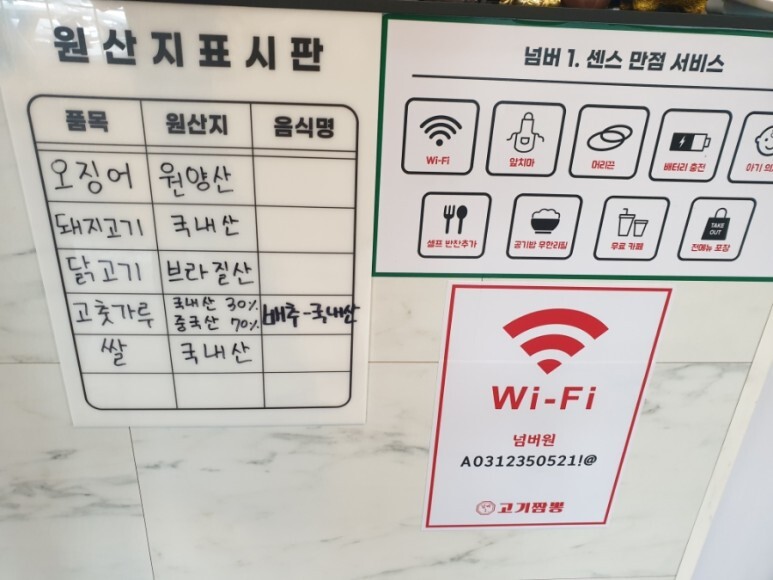 원산지표시판
품목 원산지 음식명
오징어 원양산
돼지고기 국내산
닭고기 브라질산
고춧가루 국내산 30% 중국산 70% 배추-국내산
쌀 국내산
넘버 1. 센스 만점 서비스
Wi-Fi 앞치마 머리끈 배터리 충전 아기 의
셀프 반찬추가 공기밥 무한리필 무료 카페 전메뉴 포장
TAKE
OUT
Wi-Fi
넘버원
A0312350521!@
고기짬뽕